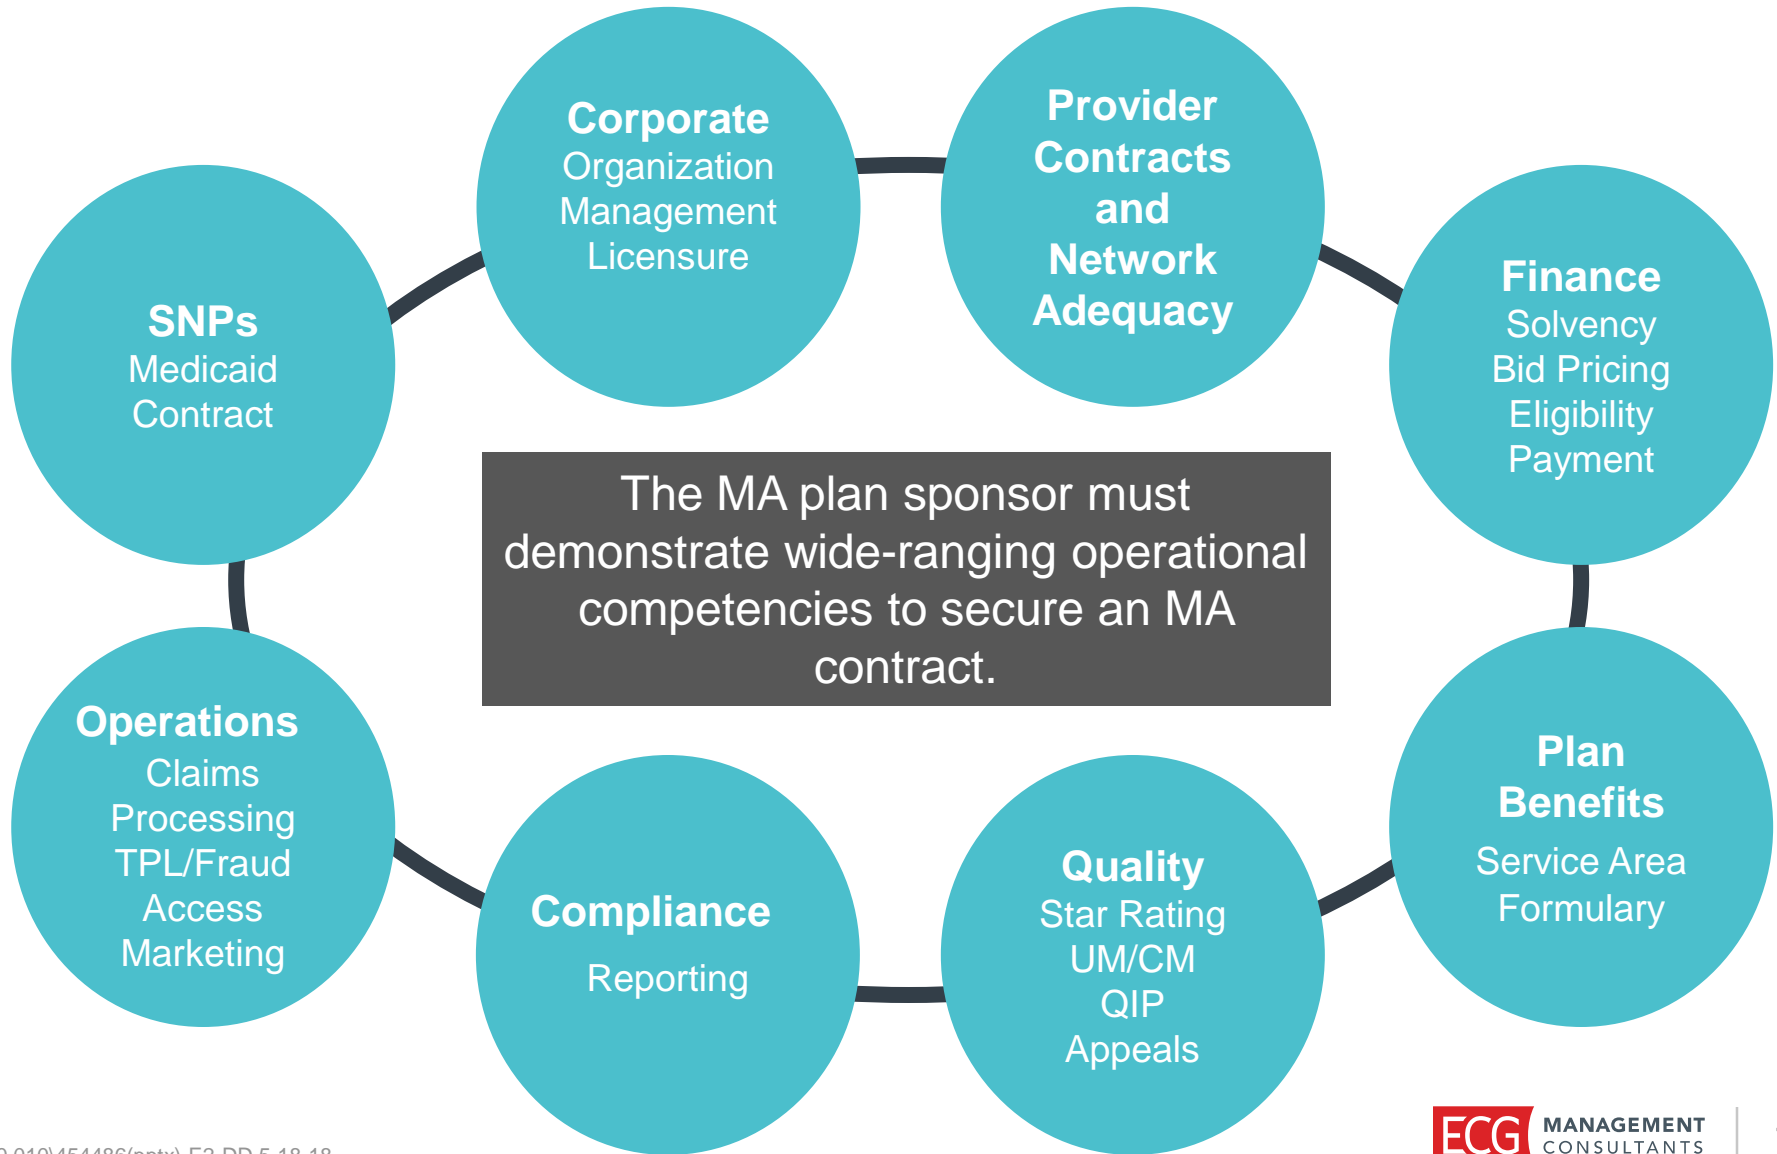 Corporate
Organization
Management
Licensure
Provider
Contracts
and
Network
Adequacy
Finance
Solvency
Bid Pricing
Eligibility
Payment
Plan
Benefits
Service Area
Formulary
Quality
Star Rating
UM/CM
QIP
Appeals
Compliance
Reporting
Operations
Claims
Processing
TPL/Fraud
Access
Marketing
SNPs
Medicaid
Contract
The MA plan sponsor must
demonstrate wide-ranging operational
competencies to secure an MA
contract.
ECG MANAGEMENT
CONSULTANTS